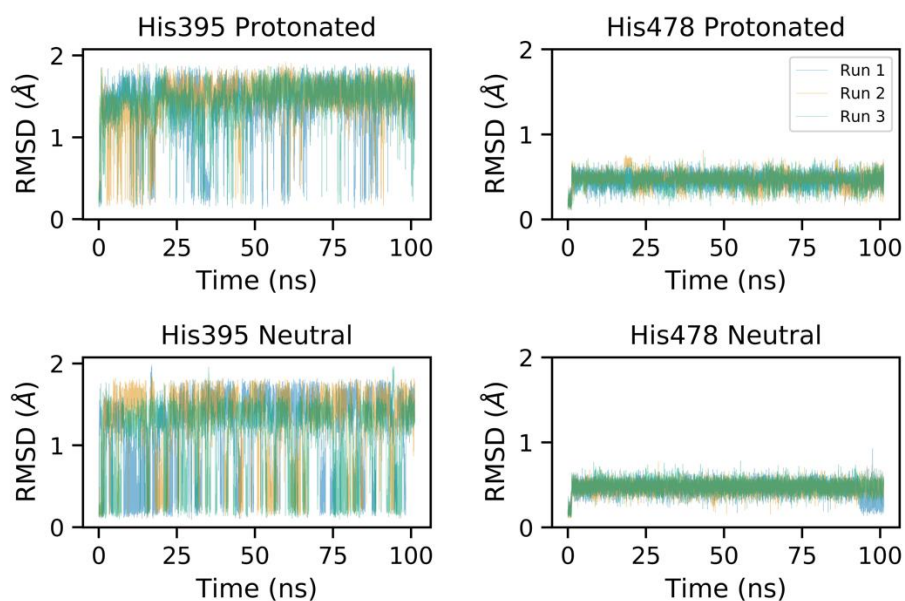 His395 Protonated
RMSD (Å)
2
1
0
0 25 50 75 100
Time (ns)
His478 Protonated
RMSD (Å)
2
1
0
Run 1
Run 2
Run 3
0 25 50 75 100
Time (ns)
His395 Neutral
RMSD (Å)
2
1
0
0 25 50 75 100
Time (ns)
His478 Neutral
RMSD (Å)
2
1
0
0 25 50 75 100
Time (ns)